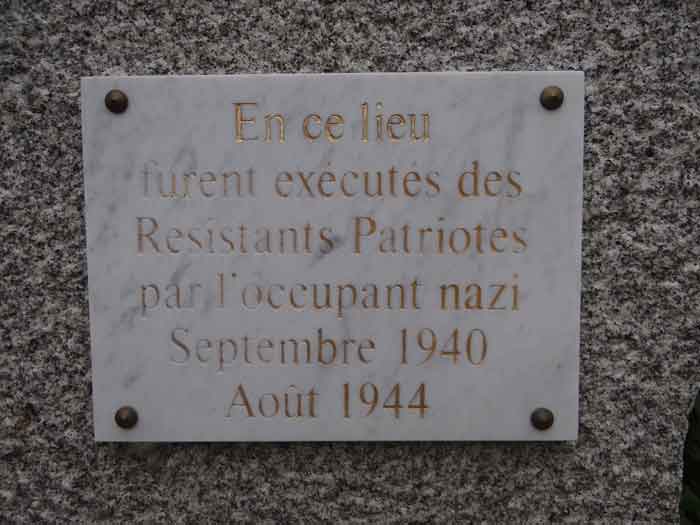 En ce lieu
furent exécutés des
Resistants Patriotes
par l'occupant nazi
Septembre 1940
Août 1944